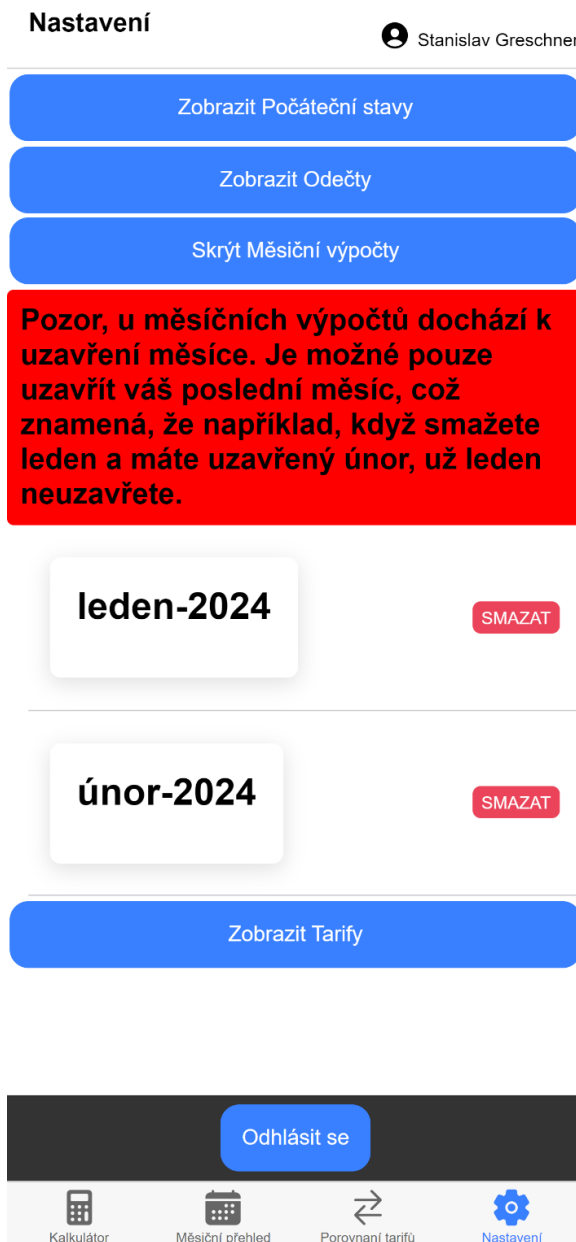 Nastavení
Stanislav Greschner
Zobrazit Počáteční stavy
Zobrazit Odečty
Skrýt Měsiční výpočty
Pozor, u měsíčních výpočtů dochází k
uzavření měsíce. Je možné pouze
uzavřít váš poslední měsíc, což
znamená, že například, když smažete
leden a máte uzavřený únor, už leden
neuzavřete.
leden-2024
SMAZAT
únor-2024
SMAZAT
Zobrazit Tarify
Odhlásit se
Kalkulátor
Měsiční přehled
Porovnaní tarifů
Nastavení